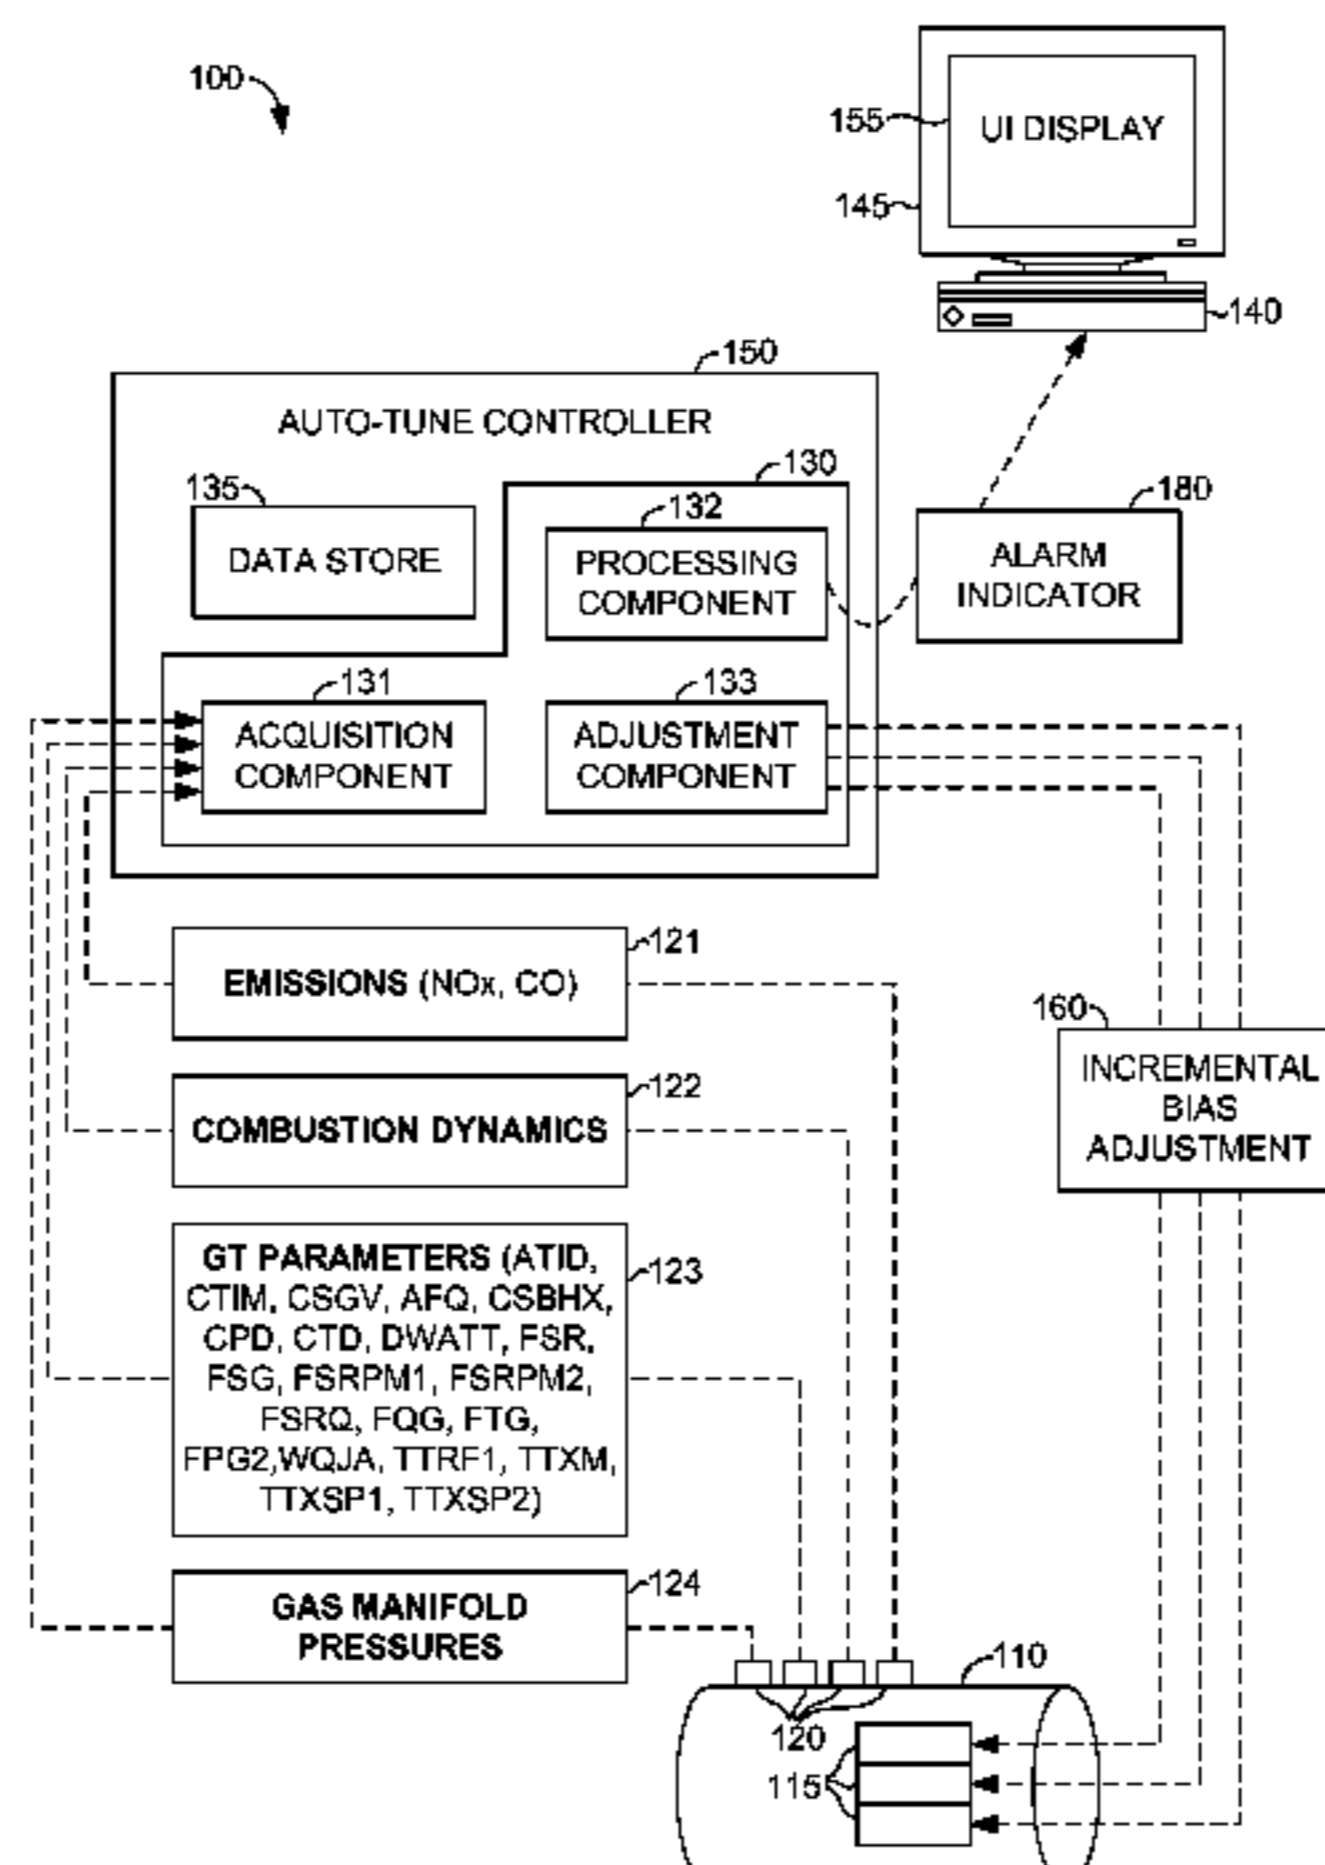 100
155
UI DISPLAY
145
140
150
AUTO-TUNE CONTROLLER
135
DATA STORE
130
132
PROCESSING
COMPONENT
180
ALARM
INDICATOR
131
ACQUISITION
COMPONENT
133
ADJUSTMENT
COMPONENT
121
EMISSIONS (NOx, CO)
160
INCREMENTAL
BIAS
ADJUSTMENT
122
COMBUSTION DYNAMICS
123
GT PARAMETERS (ATID,
CTIM, CSGV, AFQ, CSBHX,
CPD, CTD, DWATT, FSR,
FSG, FSRPM1, FSRPM2,
FSRQ, FQG, FTG,
FPG2,WQJA, TTRF1, TTXM,
TTXSP1, TTXSP2)
124
GAS MANIFOLD
PRESSURES
110
120
115